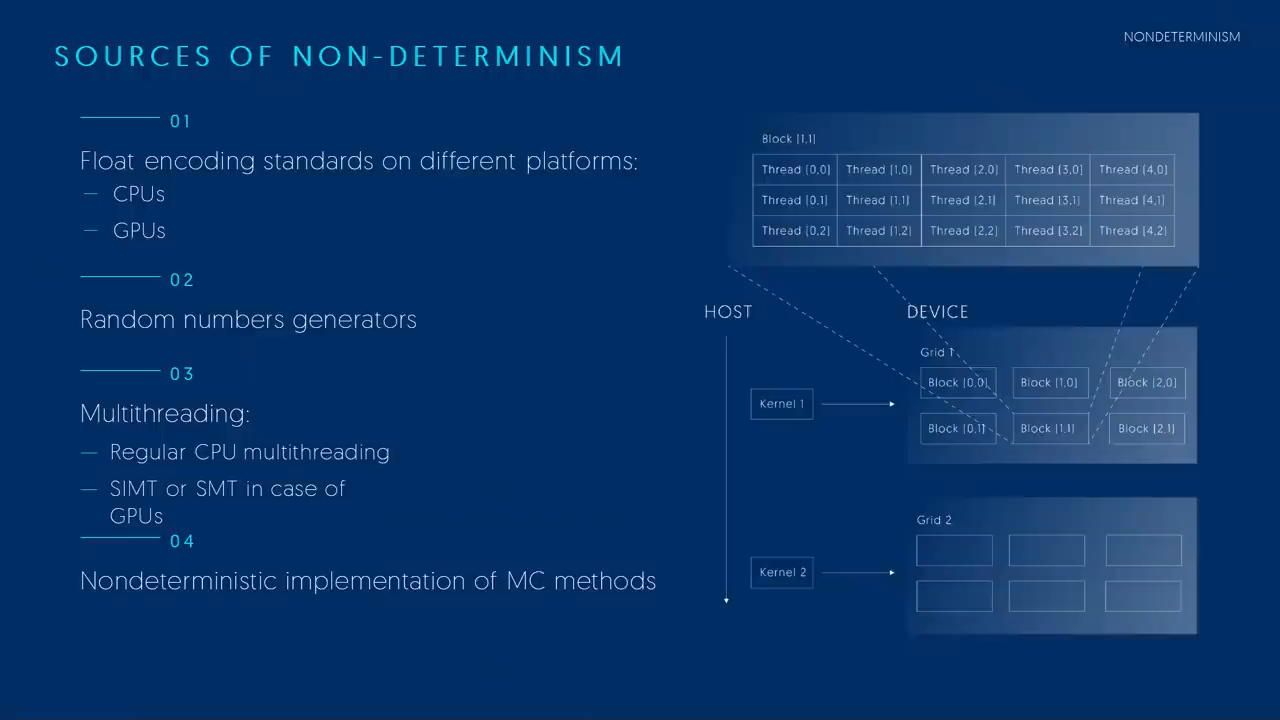 SOURCES OF NON-DETERMINISM
NONDETERMINISM
01
Float encoding standards on different platforms:
— CPUs
— GPUs
02
Random numbers generators
03
Multithreading:
— Regular CPU multithreading
— SIMT or SMT in case of
GPUs
04
Nondeterministic implementation of MC methods
Block (1,1)
Thread (0,0) Thread (1,0) Thread (2,0) Thread (3,0) Thread (4,0)
Thread (0,1) Thread (1,1) Thread (2,1) Thread (3,1) Thread (4,1)
Thread (0,2) Thread (1,2) Thread (2,2) Thread (3,2) Thread (4,2)
HOST DEVICE
Grid 1
Block (0,0) Block (1,0) Block (2,0)
Kernel 1
Block (0,1) Block (1,1) Block (2,1)
Grid 2
Kernel 2